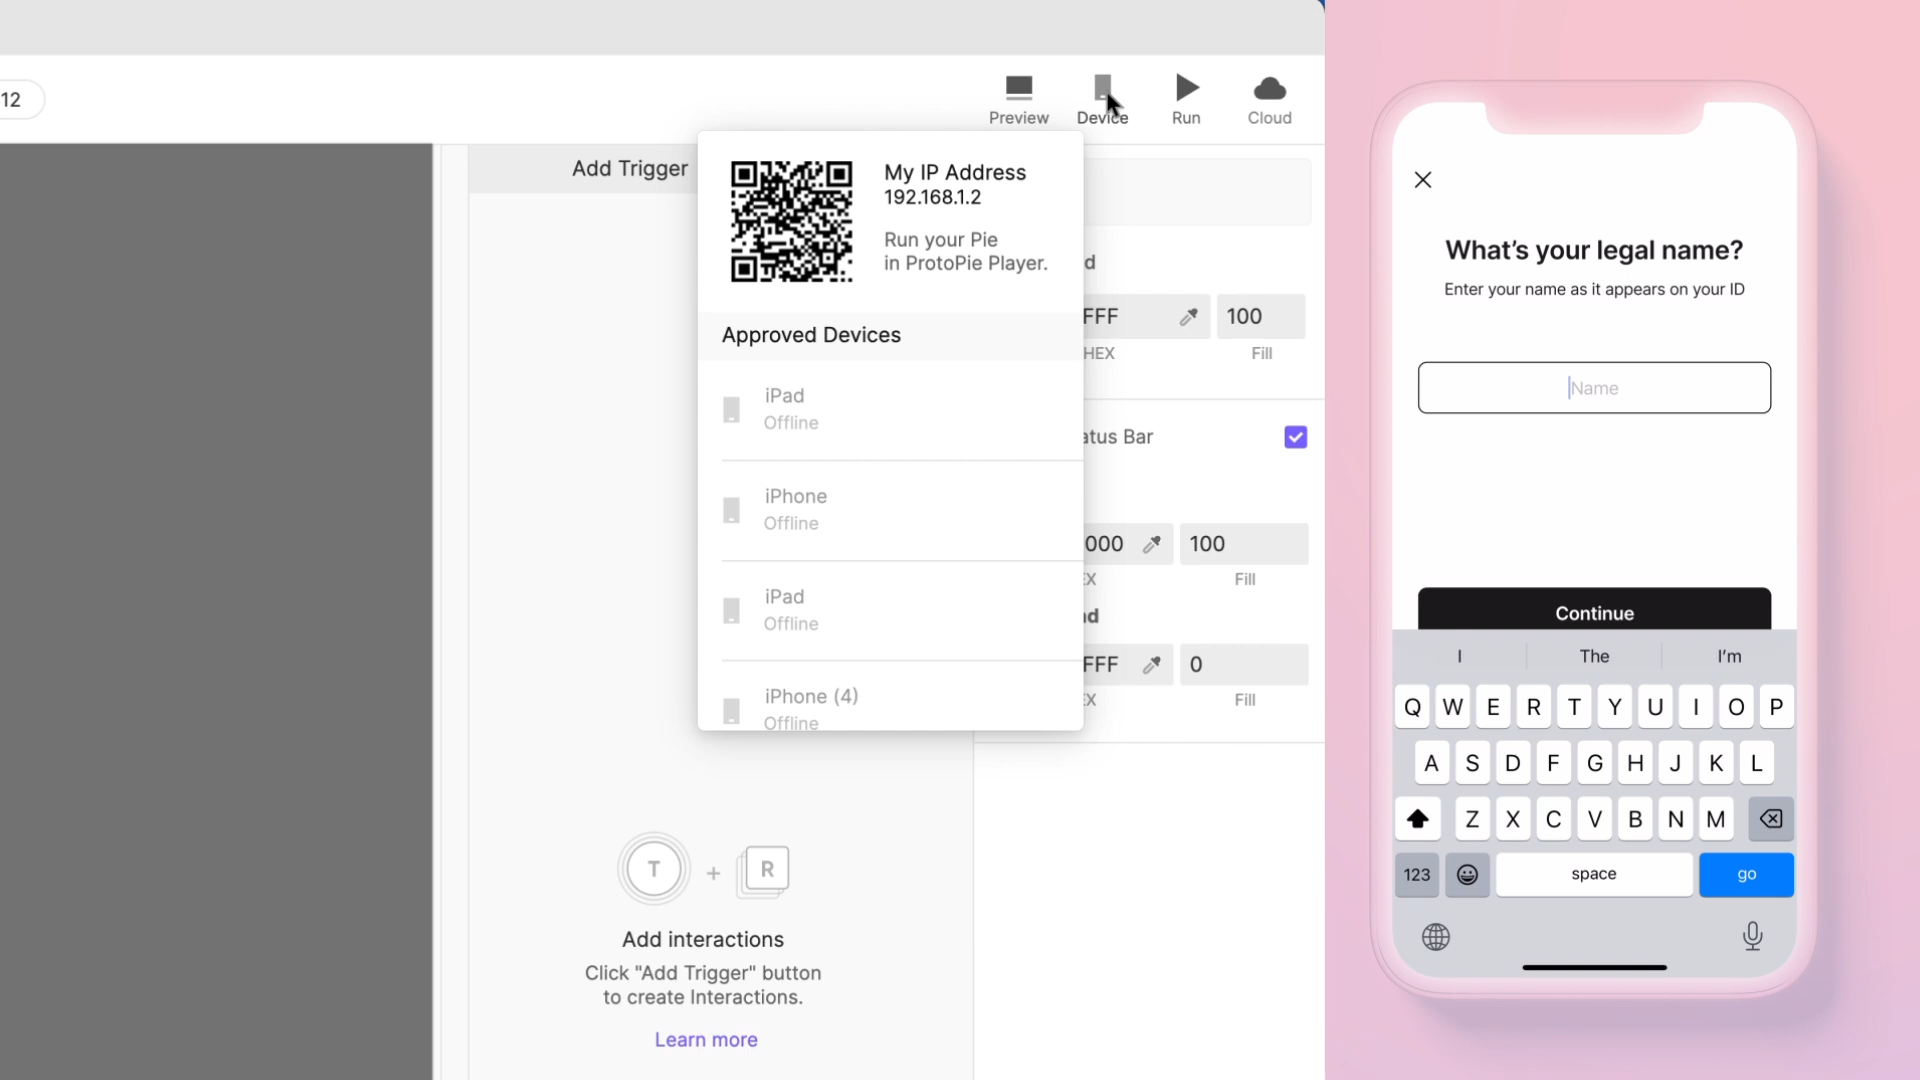 12
Preview
Device
Run
Cloud
Add Trigger
My IP Address
192.168.1.2
Run your Pie
in ProtoPie Player.
Approved Devices
iPad
Offline
iPhone
Offline
iPad
Offline
iPhone (4)
Offline
d
FFF
100
HEX
Fill
atus Bar
000
100
EX
Fill
nd
FFF
0
EX
Fill
T + R
Add interactions
Click "Add Trigger" button
to create Interactions.
Learn more
What's your legal name?
Enter your name as it appears on your ID
Name
Continue
I The I'm
Q W E R T Y U I O P
A S D F G H J K L
Z X C V B N M
123 space go